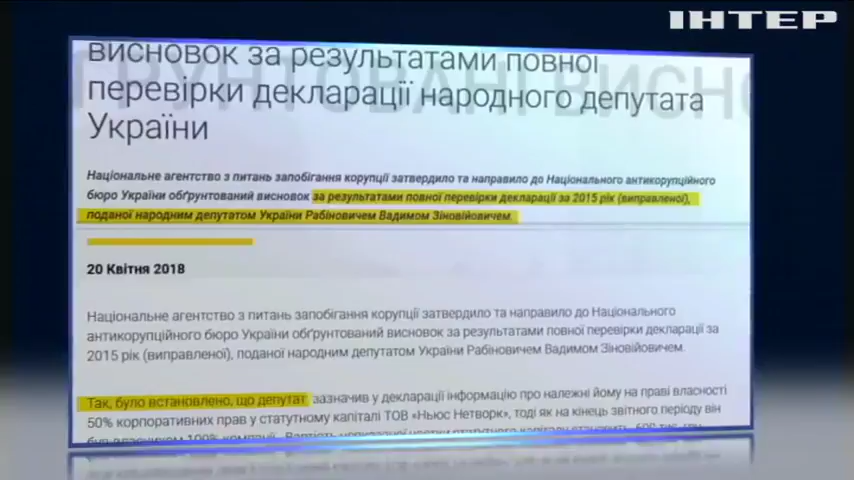 ІНТЕР
висновок за результатами повної
перевірки декларації народного депутата
України
Національне агентство з питань запобігання корупції затвердило та направило до Національного антикорупційного
бюро України обґрунтований висновок за результатами повної перевірки декларації за 2015 рік (виправленої),
поданої народним депутатом України Рабіновичем Вадимом Зіновійовичем.
20 Квітня 2018
Національне агентство з питань запобігання корупції затвердило та направило до Національного
антикорупційного бюро України обґрунтований висновок за результатами повної перевірки декларації за
2015 рік (виправленої), поданої народним депутатом України Рабіновичем Вадимом Зіновійовичем.
Так, було встановлено, що депутат зазначив у декларації інформацію про належні йому на праві власності
50% корпоративних прав у статутному капіталі ТОВ «Ньюс Нетворк», тоді як на кінець звітного періоду він
був власником 100% компанії.